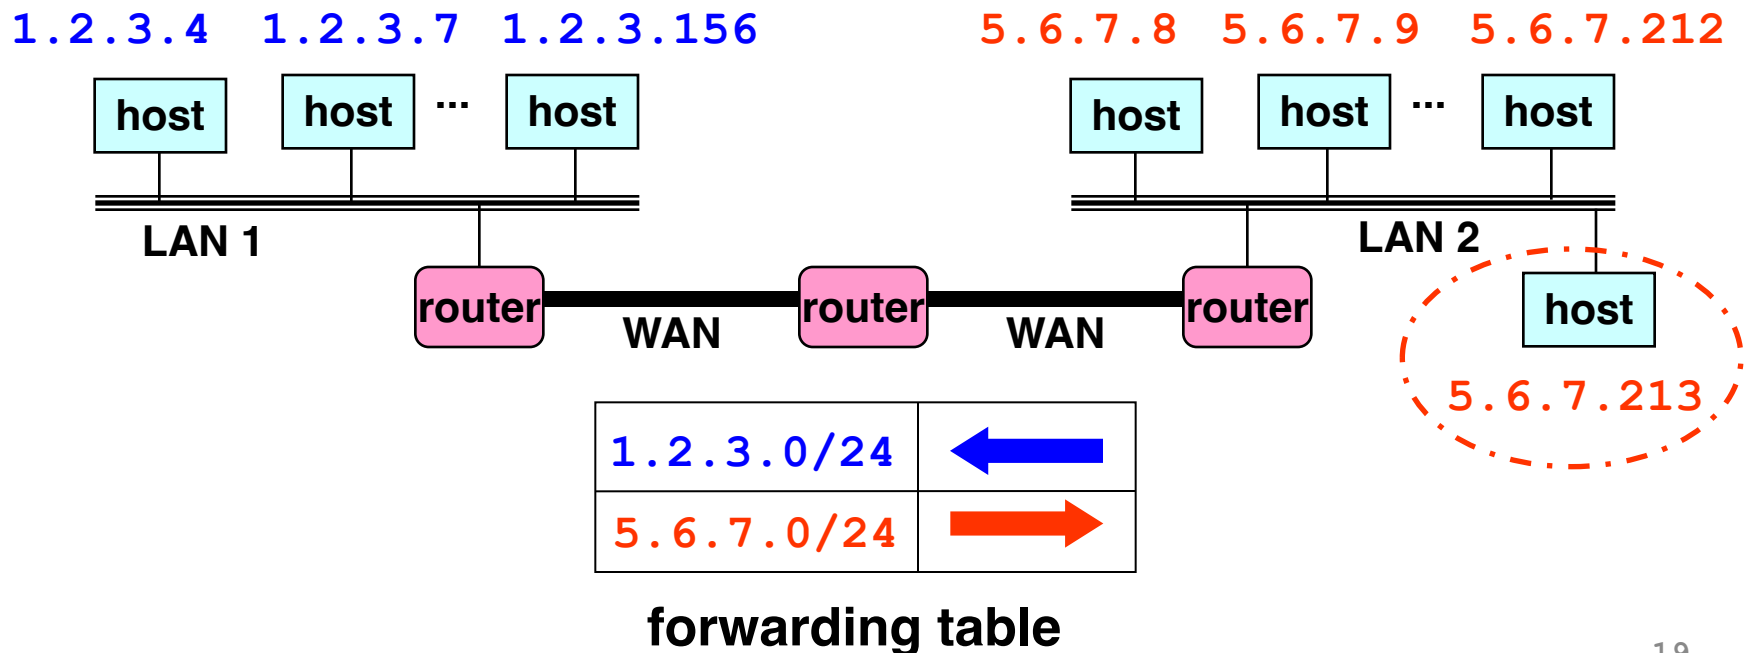 1.2.3.4 1.2.3.7 1.2.3.156 5.6.7.8 5.6.7.9 5.6.7.212
host host ... host host host ... host
LAN 1 LAN 2
router WAN router WAN router host
5.6.7.213
1.2.3.0/24
5.6.7.0/24
forwarding table
19